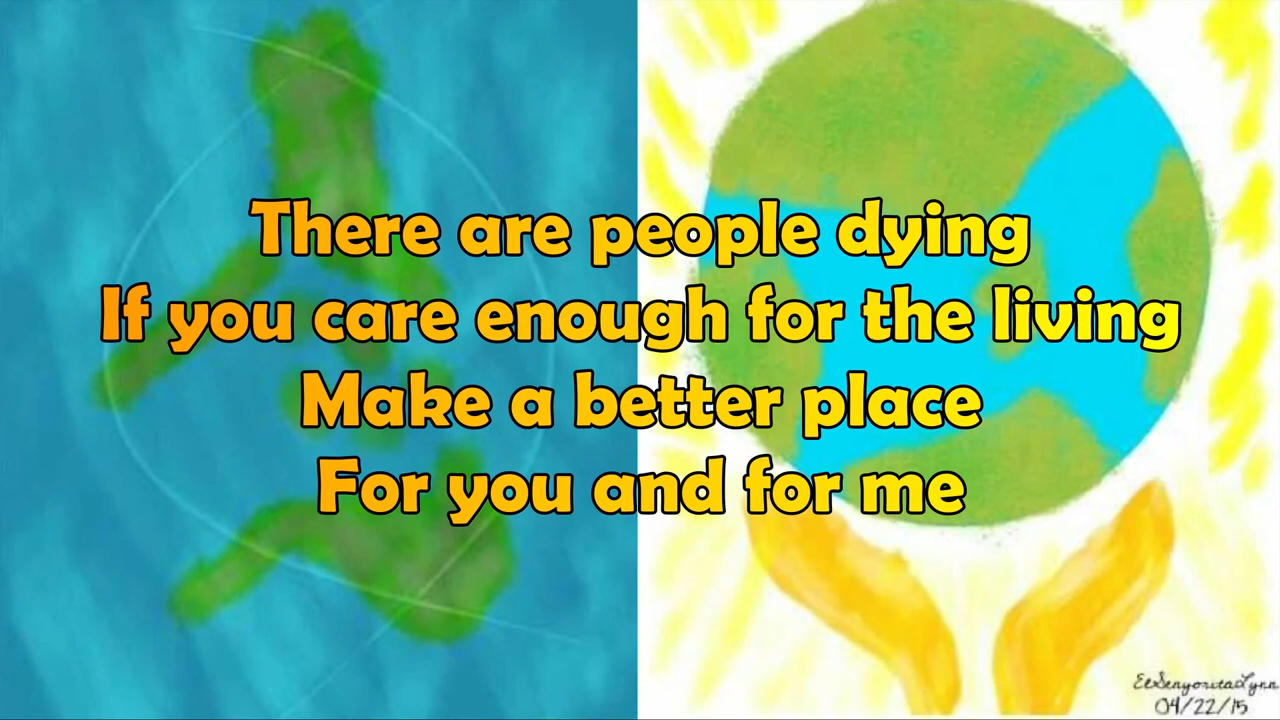 There are people dying
If you care enough for the living
Make a better place
For you and for me
ElSenyoritaLynn
04/22/15